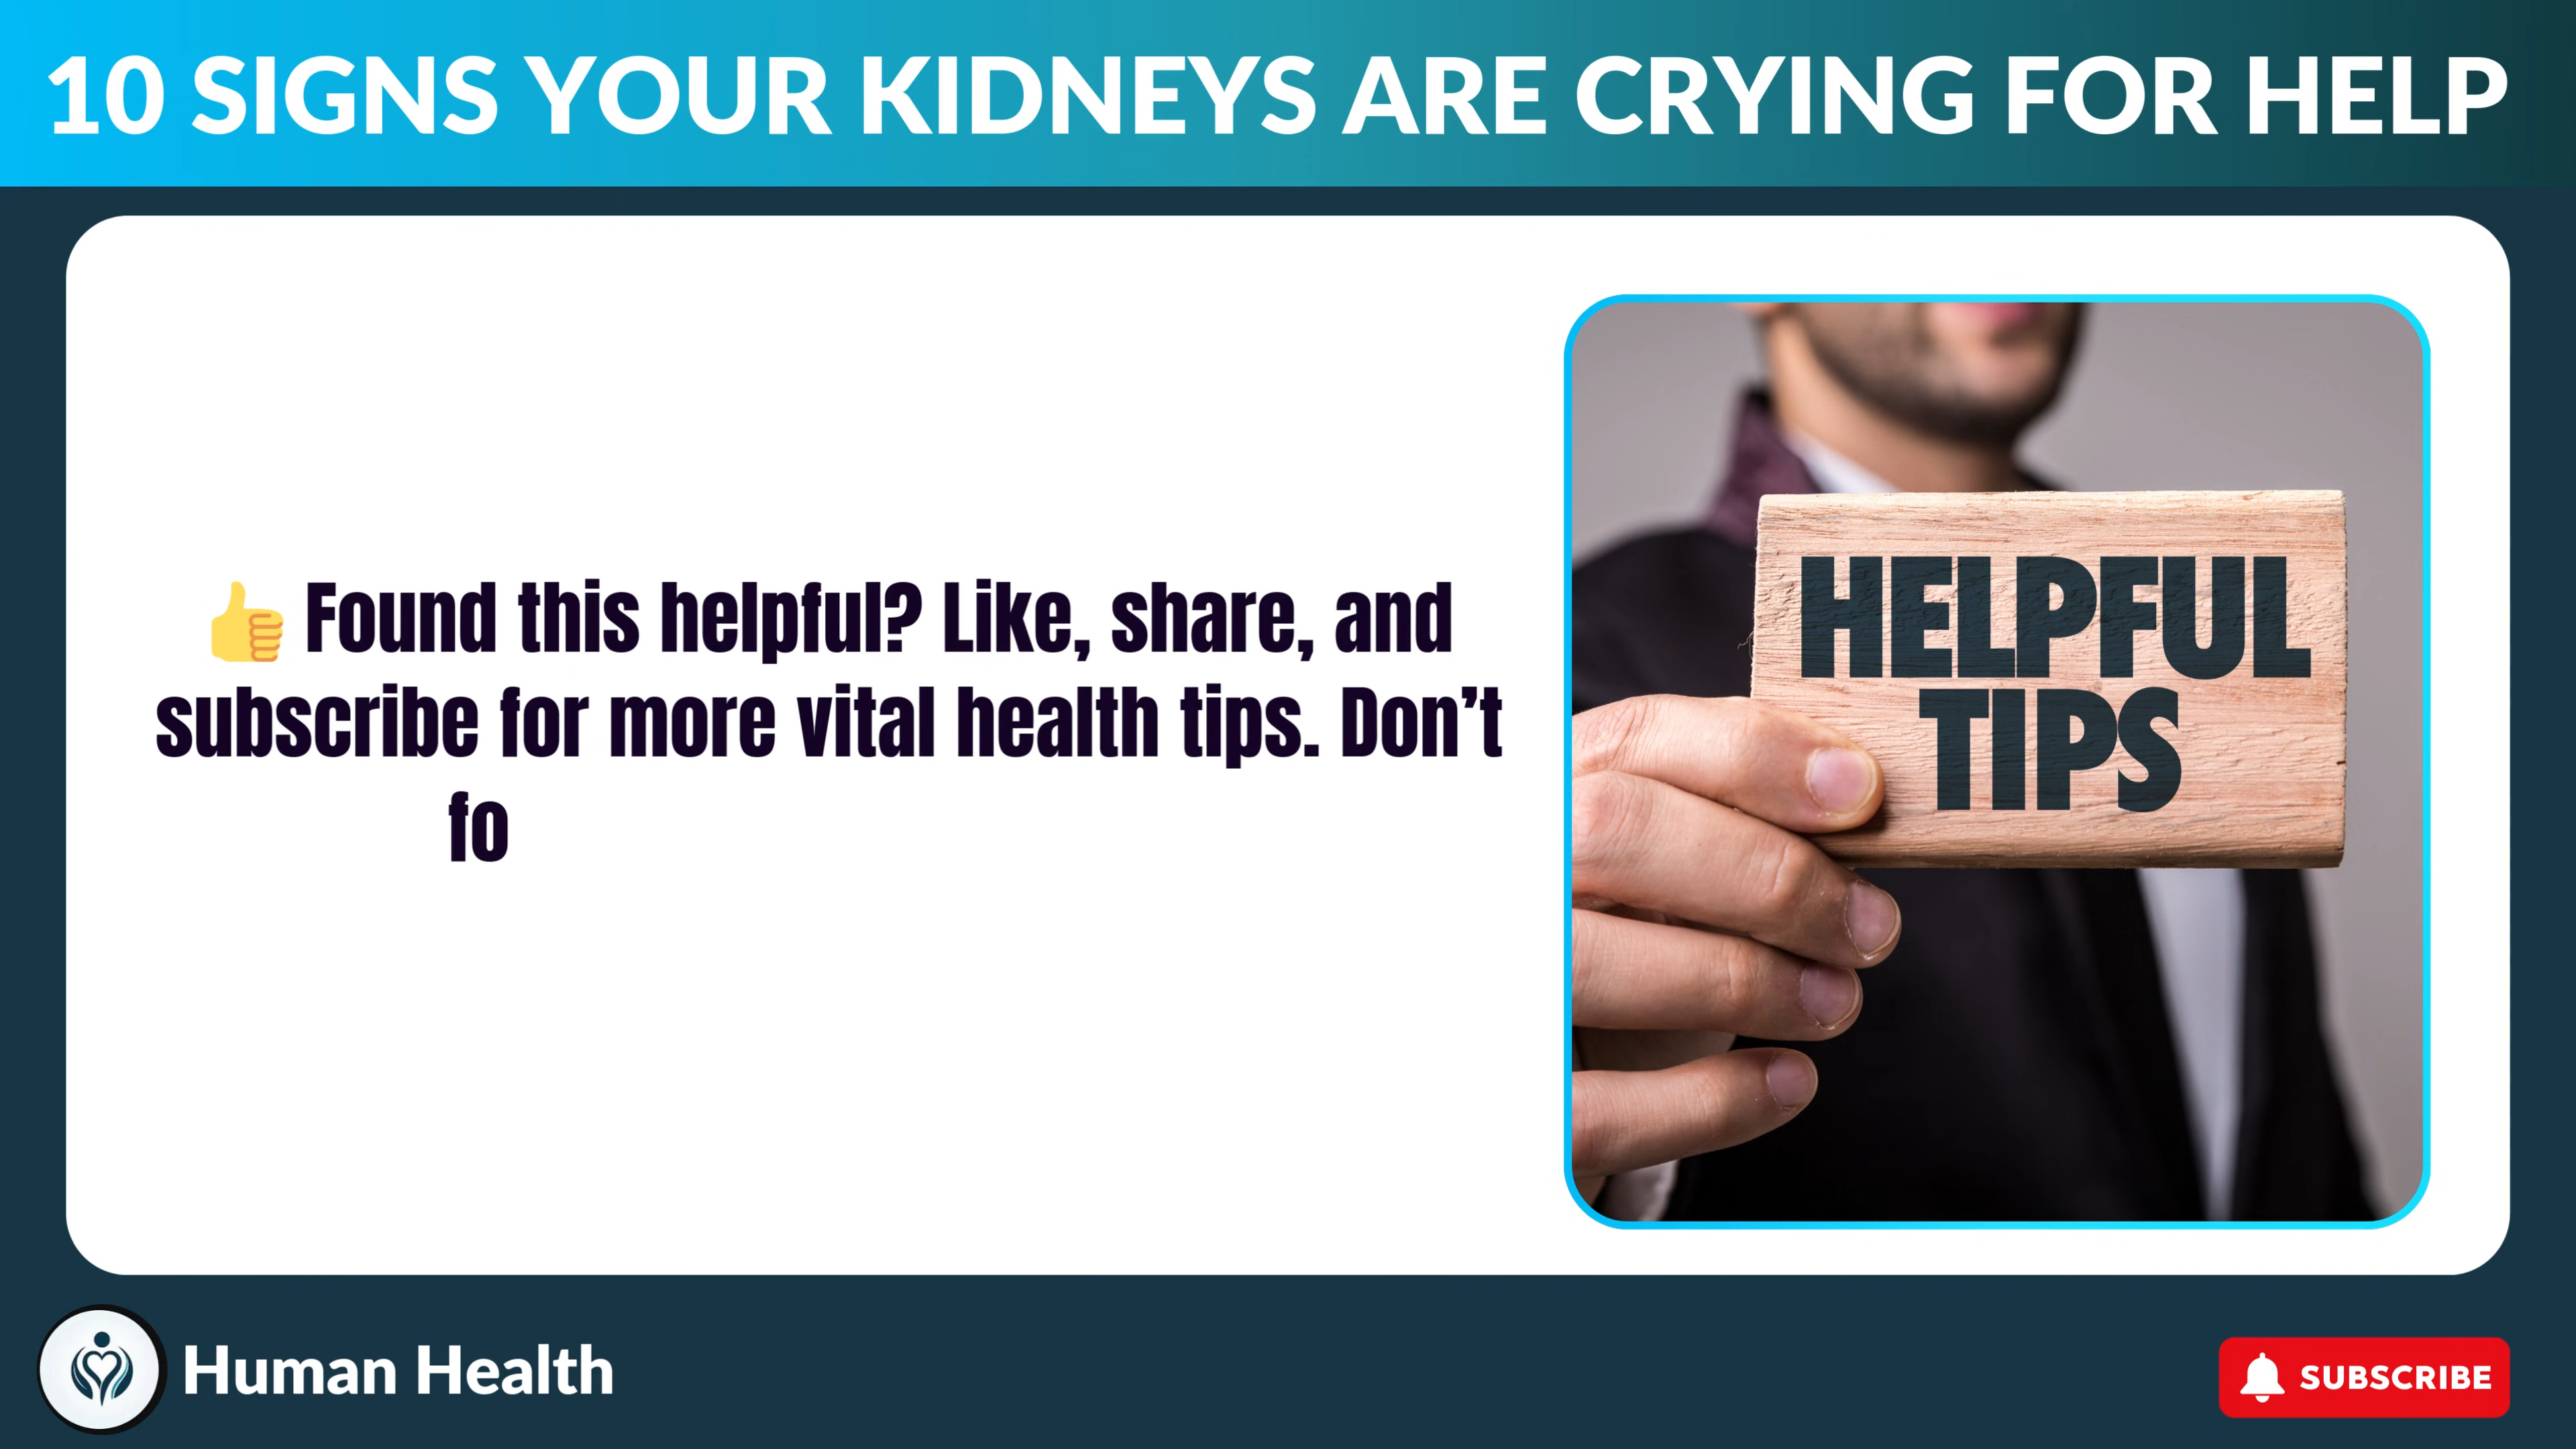 10 SIGNS YOUR KIDNEYS ARE CRYING FOR HELP
👍 Found this helpful? Like, share, and
subscribe for more vital health tips. Don’t
fo
HELPFUL
TIPS
Human Health
SUBSCRIBE